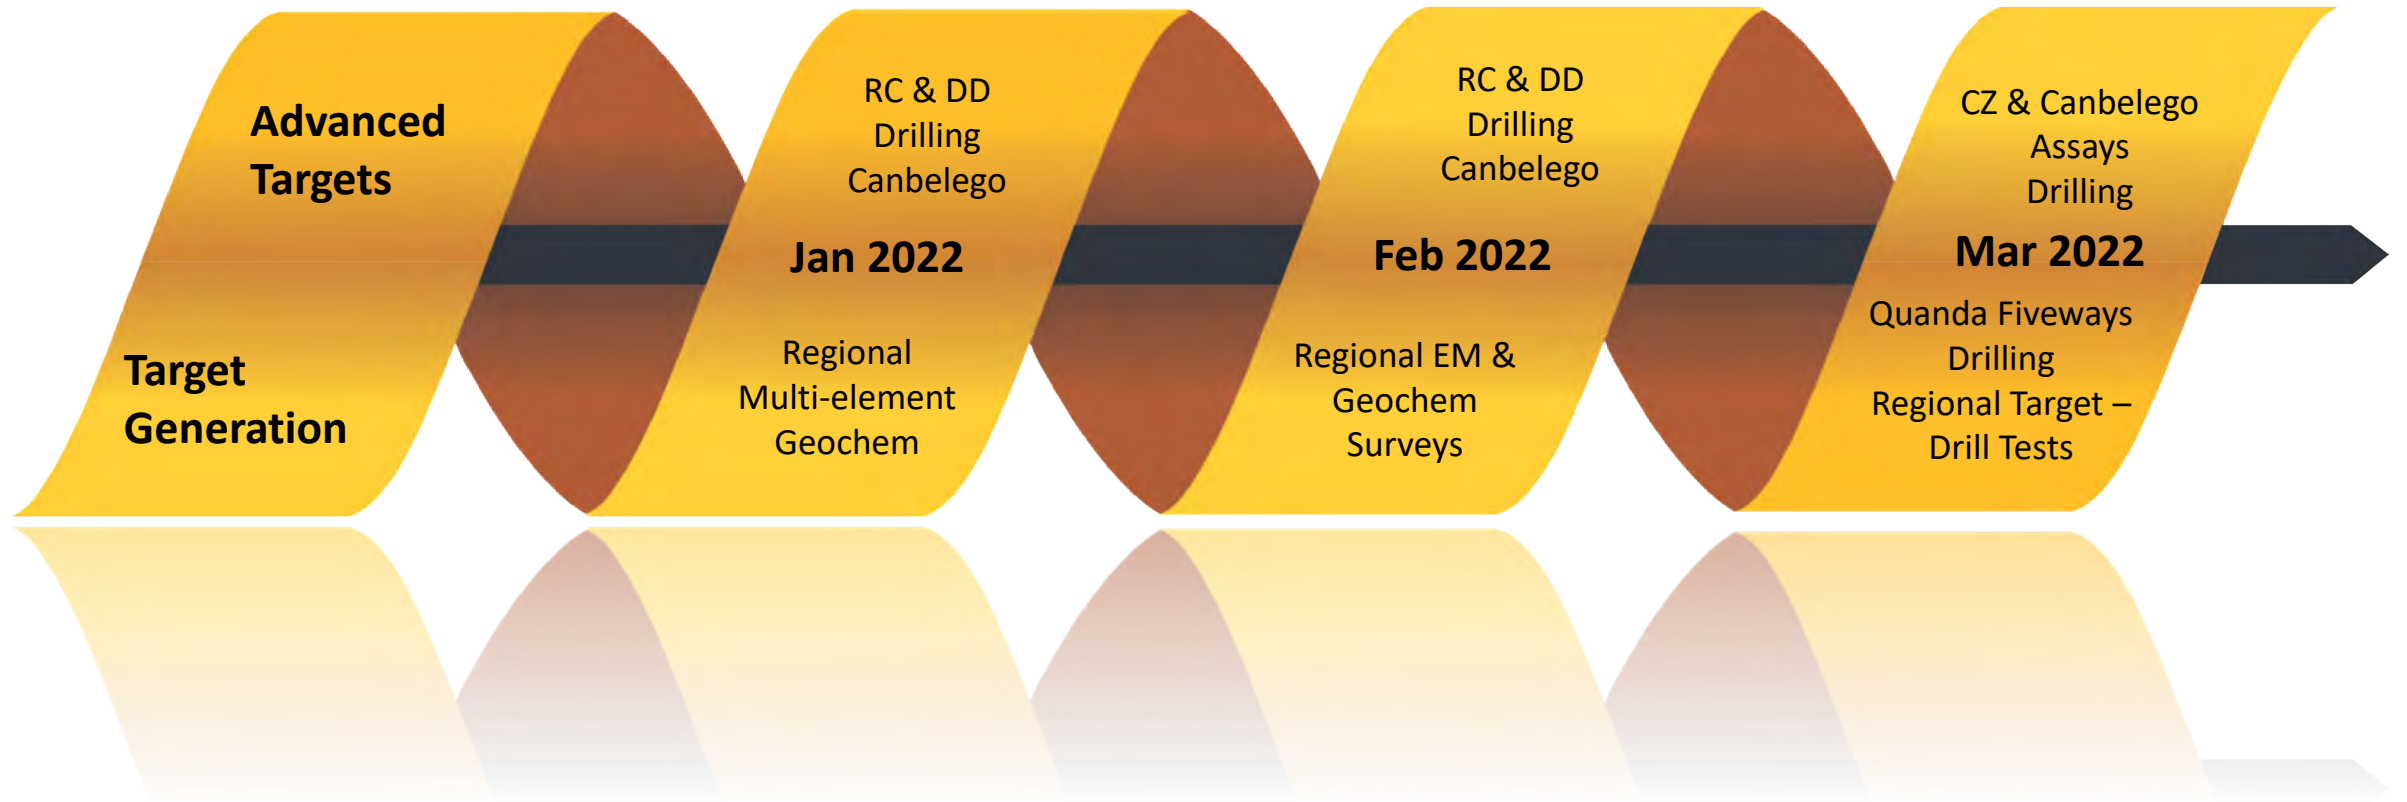 Advanced
Targets
Target
Generation
RC & DD
Drilling
Canbelego
Jan 2022
Regional
Multi-element
Geochem
RC & DD
Drilling
Canbelego
Feb 2022
Regional EM &
Geochem
Surveys
CZ & Canbelego
Assays
Drilling
Mar 2022
Quanda Fiveways
Drilling
Regional Target –
Drill Tests